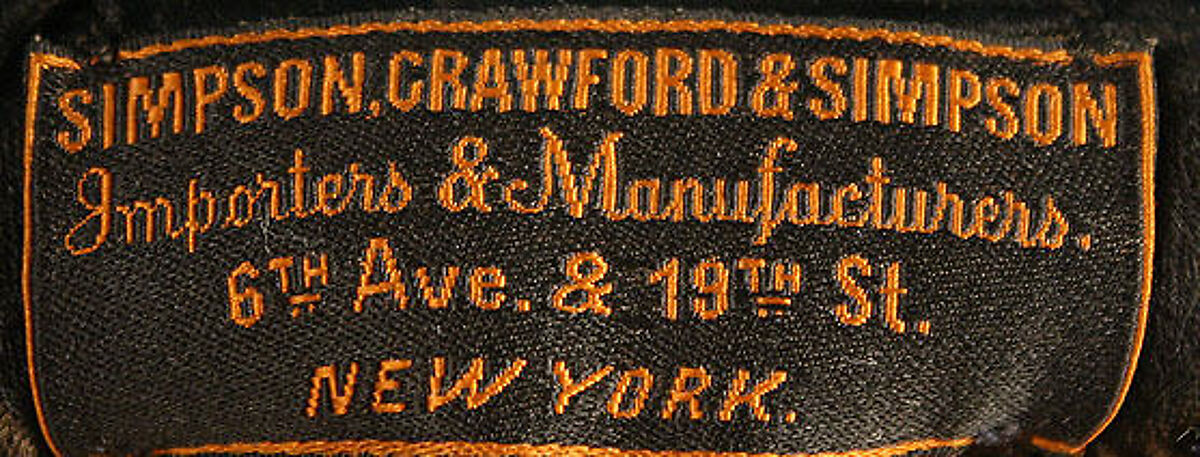 SIMPSON, CRAWFORD & SIMPSON
Importers & Manufacturers.
6TH Ave. & 19TH St.
NEW YORK.